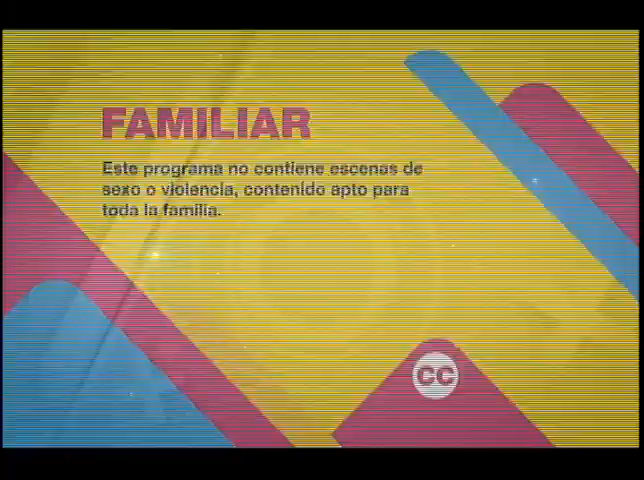 FAMILIAR
Este programa no contiene escenas de
sexo o violencia, contenido apto para
toda la familia.
CC